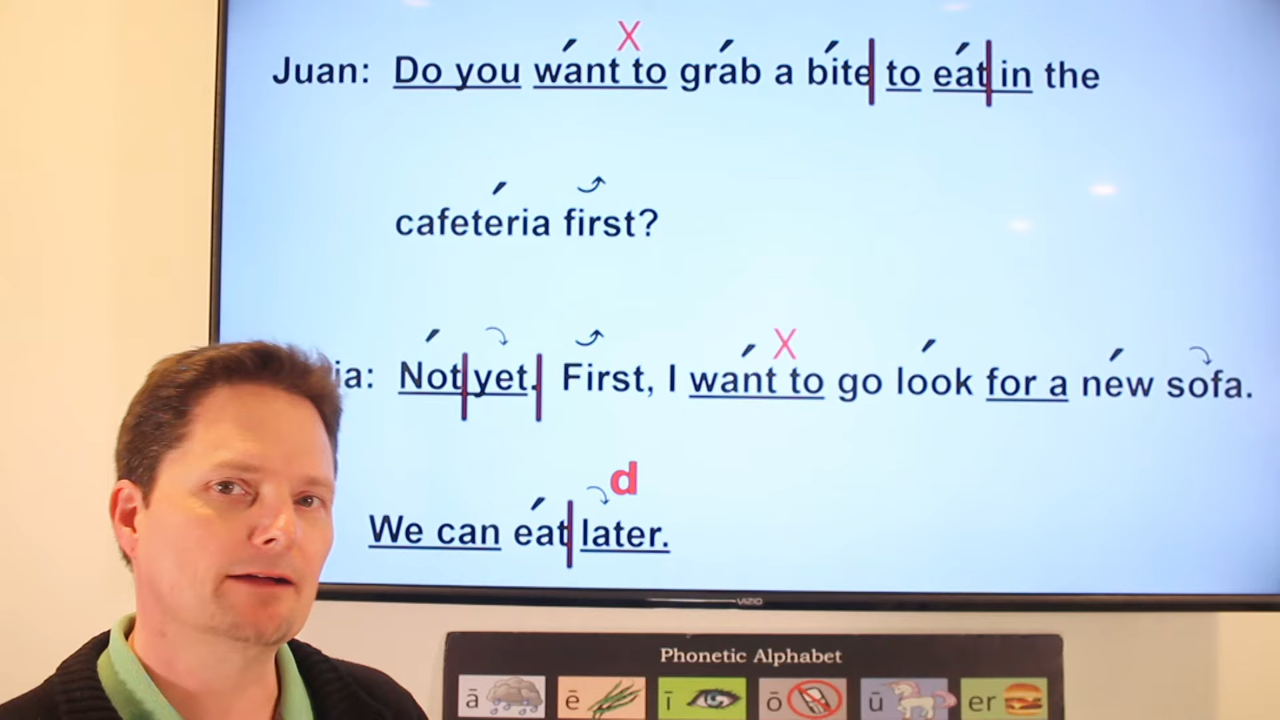 Juan: Do you want to grab a bite to eat in the
X
cafeteria first?
ia: Not yet. First, I want to go look for a new sofa.
X
We can eat later.
d
VIZIO
Phonetic Alphabet
ā ē ī ō ū er